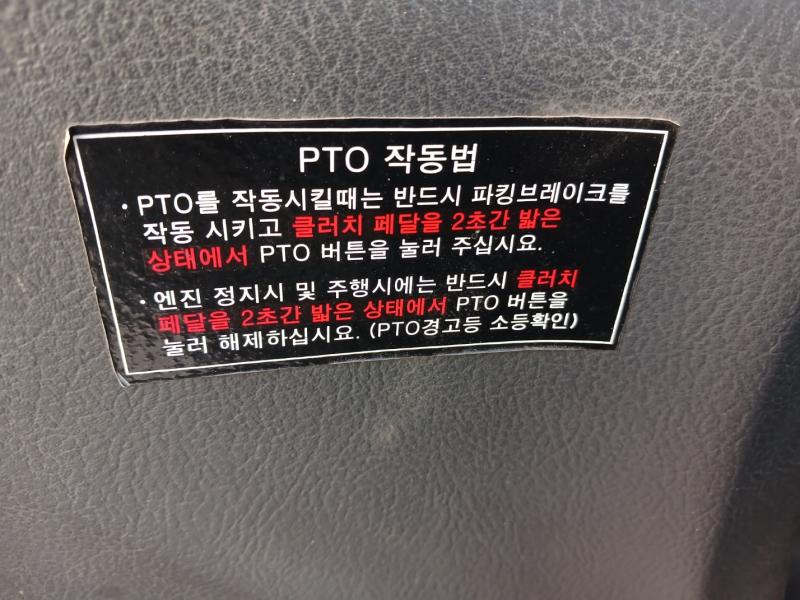 PTO 작동법
· PTO를 작동시킬때는 반드시 파킹브레이크를
작동 시키고 클러치 페달을 2초간 밟은
상태에서 PTO 버튼을 눌러 주십시요.
· 엔진 정지시 및 주행시에는 반드시 클러치
페달을 2초간 밟은 상태에서 PTO 버튼을
눌러 해제하십시요. (PTO경고등 소등확인)